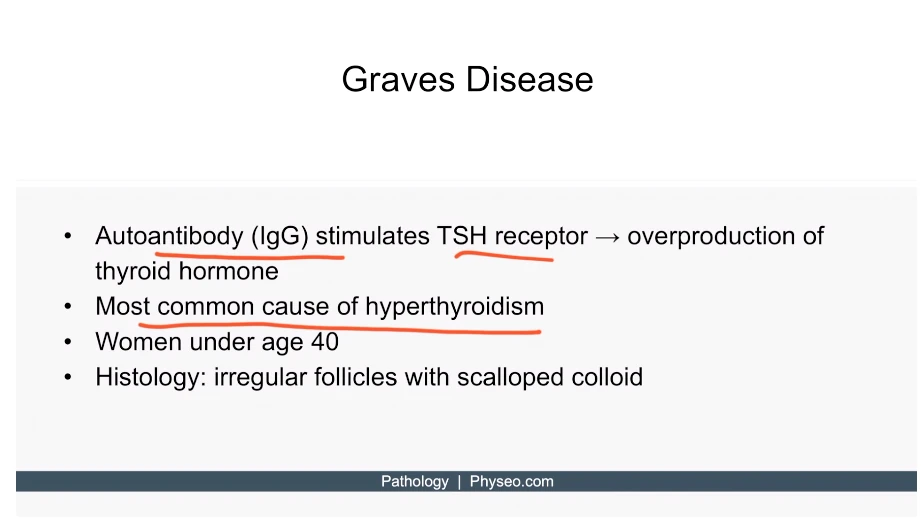 Graves Disease
• Autoantibody (IgG) stimulates TSH receptor → overproduction of
thyroid hormone
• Most common cause of hyperthyroidism
• Women under age 40
• Histology: irregular follicles with scalloped colloid
Pathology | Physeo.com